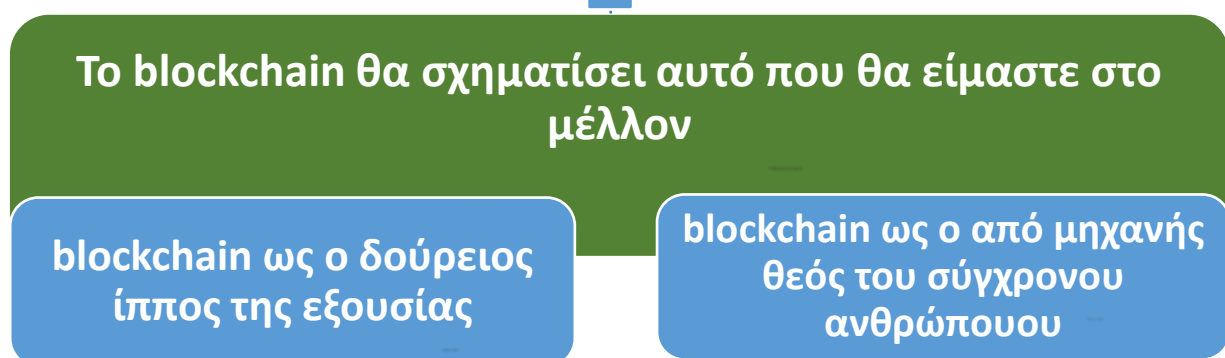 Το blockchain θα σχηματίσει αυτό που θα είμαστε στο
μέλλον
blockchain ως ο δούρειος
ίππος της εξουσίας
blockchain ως ο από μηχανής
θεός του σύγχρονου
ανθρώπουου